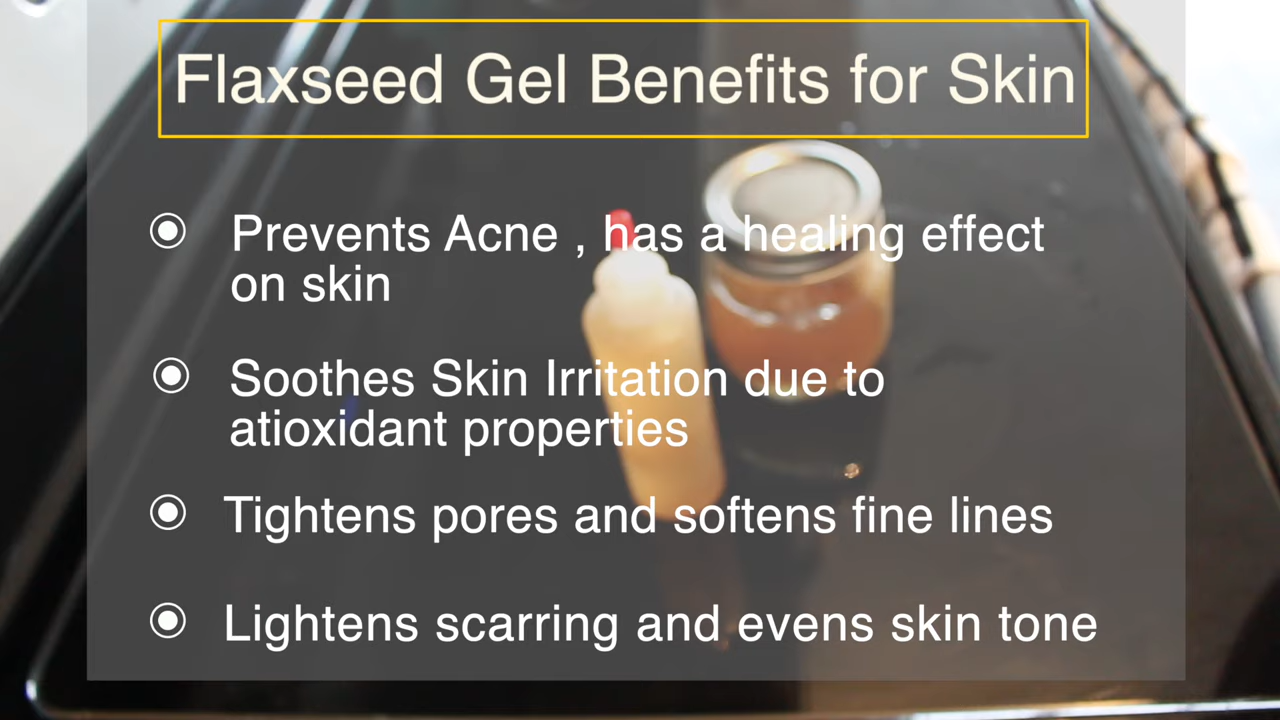 Flaxseed Gel Benefits for Skin
Prevents Acne , has a healing effect
on skin
Soothes Skin Irritation due to
atioxidant properties
Tightens pores and softens fine lines
Lightens scarring and evens skin tone